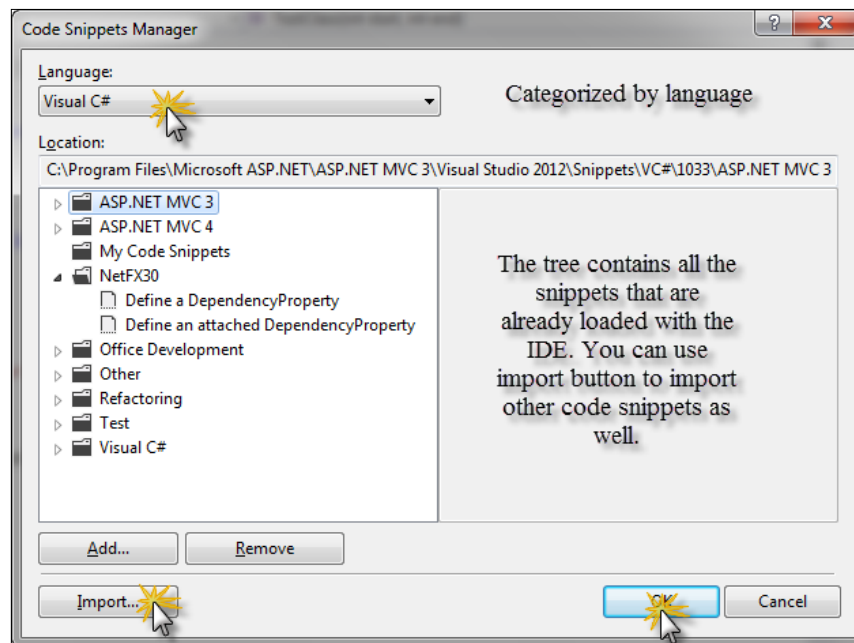 Code Snippets Manager
Language:
Visual C#
Categorized by language
Location:
C:\Program Files\Microsoft ASP.NET\ASP.NET MVC 3\Visual Studio 2012\Snippets\VC#\1033\ASP.NET MVC 3
ASP.NET MVC 3
ASP.NET MVC 4
My Code Snippets
NetFX30
Define a DependencyProperty
Define an attached DependencyProperty
Office Development
Other
Refactoring
Test
Visual C#
The tree contains all the
snippets that are
already loaded with the
IDE. You can use
import button to import
other code snippets as
well.
Add...
Remove
Import...
OK
Cancel